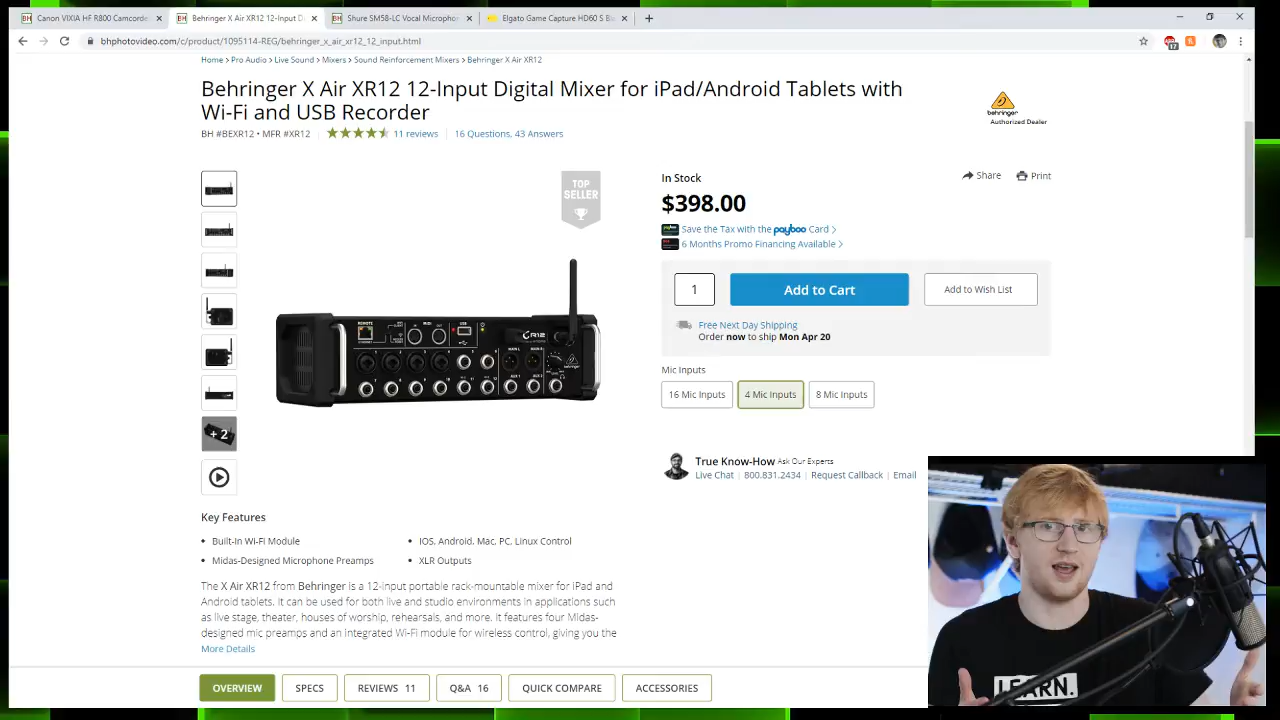 Canon VIXIA HF R800 Camcorde
Behringer X Air XR12 12-Input Di
Shure SM58-LC Vocal Microphon
Elgato Game Capture HD60 S Bla
bhphotovideo.com/c/product/1095114-REG/behringer_x_air_xr12_12_input.html
Home > Pro Audio > Live Sound > Mixers > Sound Reinforcement Mixers > Behringer X Air XR12
Behringer X Air XR12 12-Input Digital Mixer for iPad/Android Tablets with
Wi-Fi and USB Recorder
behringer
Authorized Dealer
BH #BEXR12 • MFR #XR12
11 reviews
16 Questions, 43 Answers
TOP
SELLER
In Stock
Share
Print
$398.00
Save the Tax with the payboo Card >
6 Months Promo Financing Available >
1
Add to Cart
Add to Wish List
Free Next Day Shipping
Order now to ship Mon Apr 20
Mic Inputs
16 Mic Inputs
4 Mic Inputs
8 Mic Inputs
+ 2
True Know-How Ask Our Experts
Live Chat | 800.831.2434 | Request Callback | Email
Key Features
• Built-In Wi-Fi Module
• IOS, Android, Mac, PC, Linux Control
• Midas-Designed Microphone Preamps
• XLR Outputs
The X Air XR12 from Behringer is a 12-input portable rack-mountable mixer for iPad and
Android tablets. It can be used for both live and studio environments in applications such
as live stage, theater, houses of worship, rehearsals, and more. It features four Midas-
designed mic preamps and an integrated Wi-Fi module for wireless control, giving you the
More Details
OVERVIEW
SPECS
REVIEWS 11
Q&A 16
QUICK COMPARE
ACCESSORIES
LEARN.